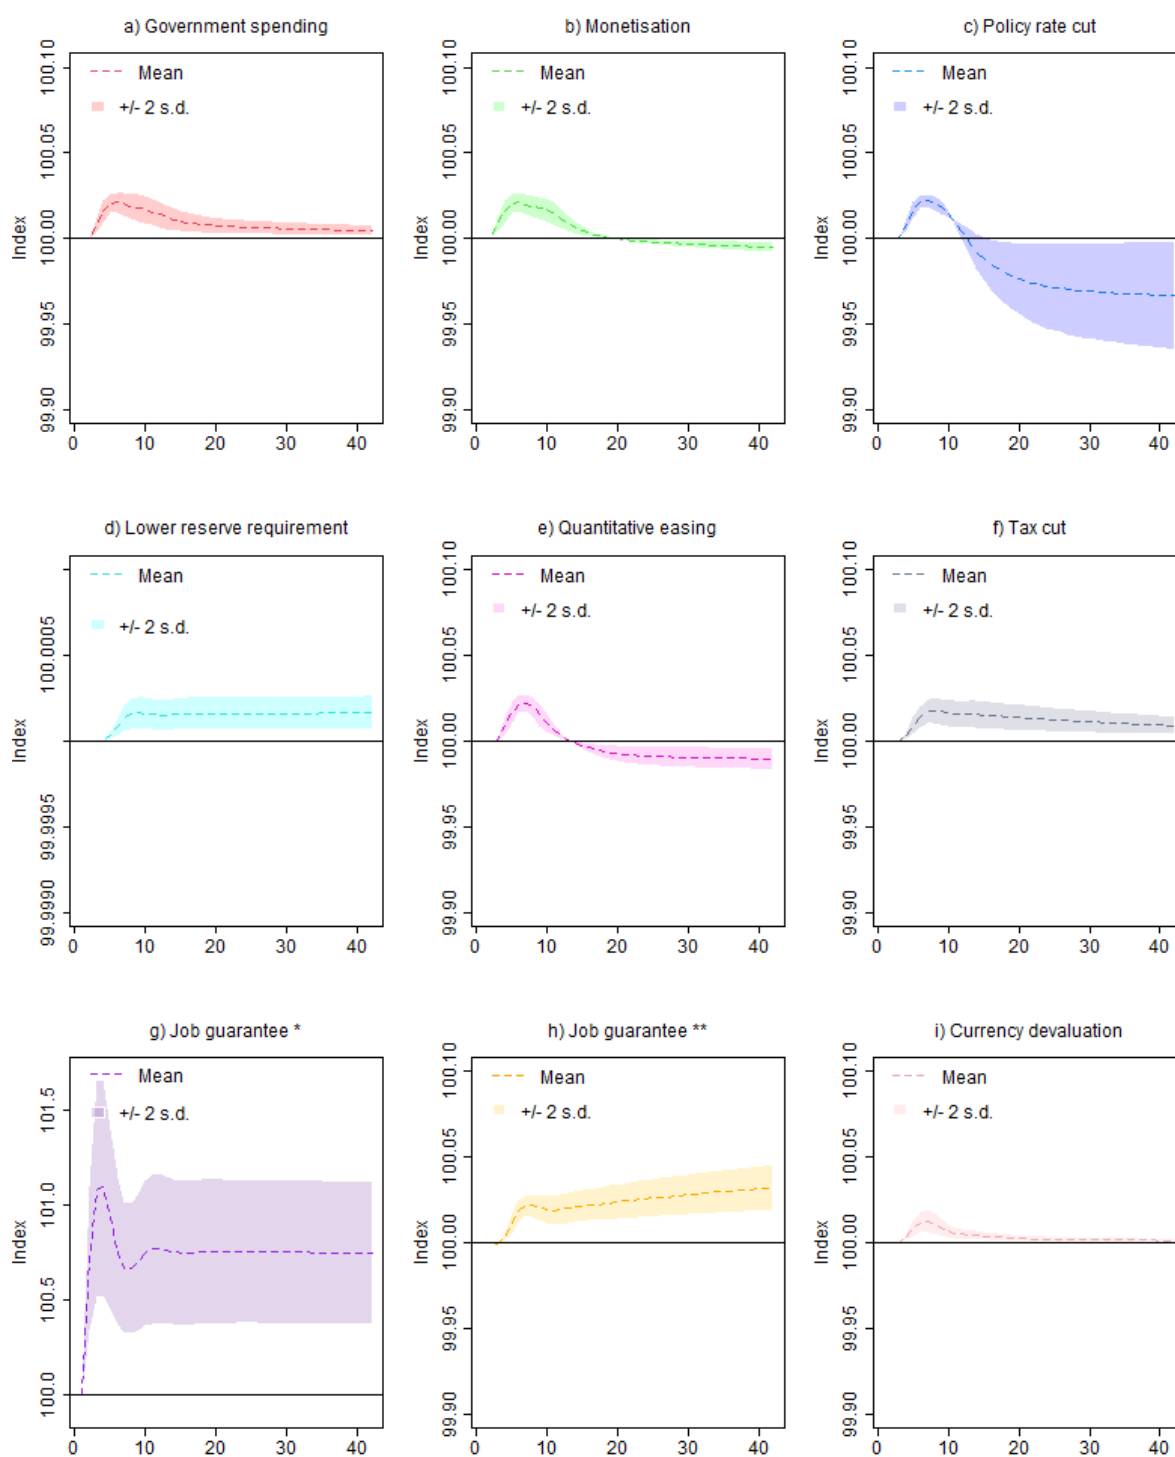 a) Government spending
b) Monetisation
c) Policy rate cut
Mean
+/- 2 s.d.
Mean
+/- 2 s.d.
Mean
+/- 2 s.d.
Index
99.90 99.95 100.00 100.05 100.10
0 10 20 30 40
Index
99.90 99.95 100.00 100.05 100.10
0 10 20 30 40
Index
99.90 99.95 100.00 100.05 100.10
0 10 20 30 40
d) Lower reserve requirement
e) Quantitative easing
f) Tax cut
Mean
+/- 2 s.d.
Mean
+/- 2 s.d.
Mean
+/- 2 s.d.
Index
99.9990 99.9995 100.0005
0 10 20 30 40
Index
99.90 99.95 100.00 100.05 100.10
0 10 20 30 40
Index
99.90 99.95 100.00 100.05 100.10
0 10 20 30 40
g) Job guarantee *
h) Job guarantee **
i) Currency devaluation
Mean
+/- 2 s.d.
Mean
+/- 2 s.d.
Mean
+/- 2 s.d.
Index
100.0 100.5 101.0 101.5
0 10 20 30 40
Index
99.90 99.95 100.00 100.05 100.10
0 10 20 30 40
Index
99.90 99.95 100.00 100.05 100.10
0 10 20 30 40